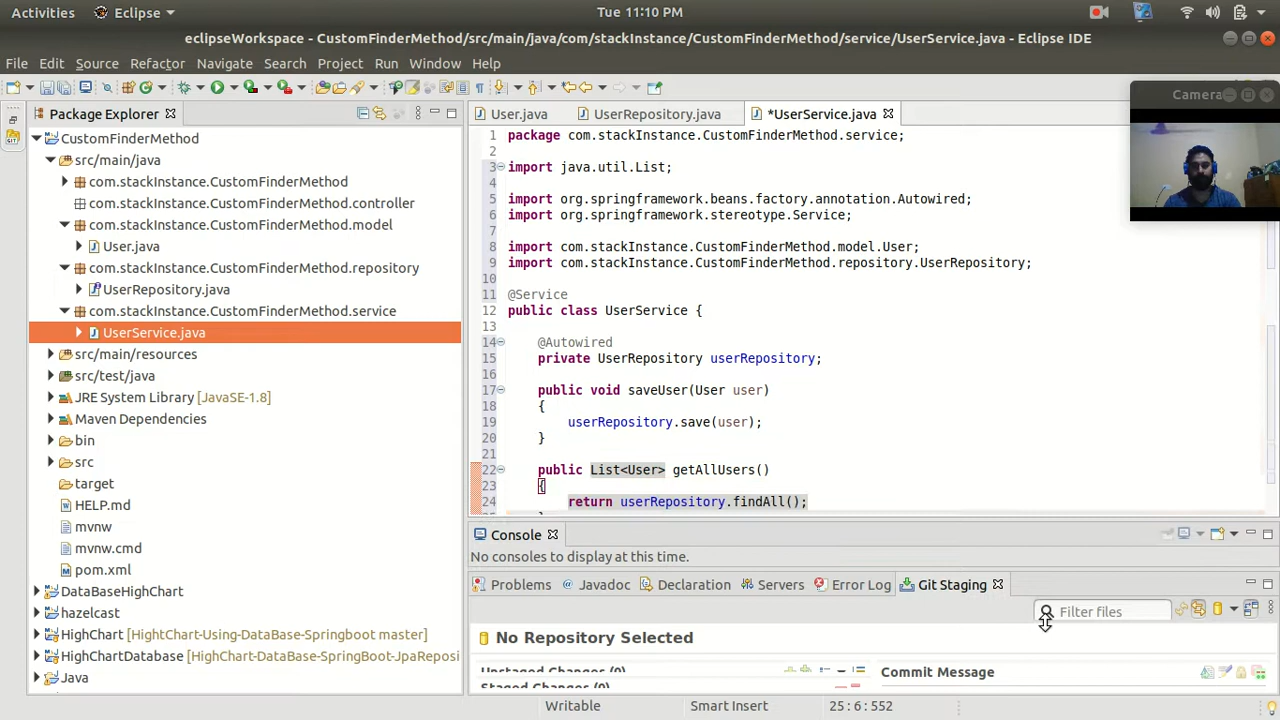 Activities
Eclipse
Tue 11:10 PM
eclipseWorkspace - CustomFinderMethod/src/main/java/com/stackInstance/CustomFinderMethod/service/UserService.java - Eclipse IDE
File Edit Source Refactor Navigate Search Project Run Window Help
Package Explorer
CustomFinderMethod
src/main/java
com.stackInstance.CustomFinderMethod
com.stackInstance.CustomFinderMethod.controller
com.stackInstance.CustomFinderMethod.model
User.java
com.stackInstance.CustomFinderMethod.repository
UserRepository.java
com.stackInstance.CustomFinderMethod.service
UserService.java
src/main/resources
src/test/java
JRE System Library [JavaSE-1.8]
Maven Dependencies
bin
src
target
HELP.md
mvnw
mvnw.cmd
pom.xml
DataBaseHighChart
hazelcast
HighChart [HightChart-Using-DataBase-Springboot master]
HighChartDatabase [HighChart-DataBase-SpringBoot-JpaReposi
Java
User.java UserRepository.java *UserService.java
Camera
1 package com.stackInstance.CustomFinderMethod.service;
2
3 import java.util.List;
4
5 import org.springframework.beans.factory.annotation.Autowired;
6 import org.springframework.stereotype.Service;
7
8 import com.stackInstance.CustomFinderMethod.model.User;
9 import com.stackInstance.CustomFinderMethod.repository.UserRepository;
10
11 @Service
12 public class UserService {
13
14 @Autowired
15 private UserRepository userRepository;
16
17 public void saveUser(User user)
18 {
19 userRepository.save(user);
20 }
21
22 public List<User> getAllUsers()
23 {
24 return userRepository.findAll();
Console
No consoles to display at this time.
Problems Javadoc Declaration Servers Error Log Git Staging
Filter files
No Repository Selected
Unstaged Changes (0)
Staged Changes (0)
Commit Message
Writable Smart Insert 25 : 6 : 552